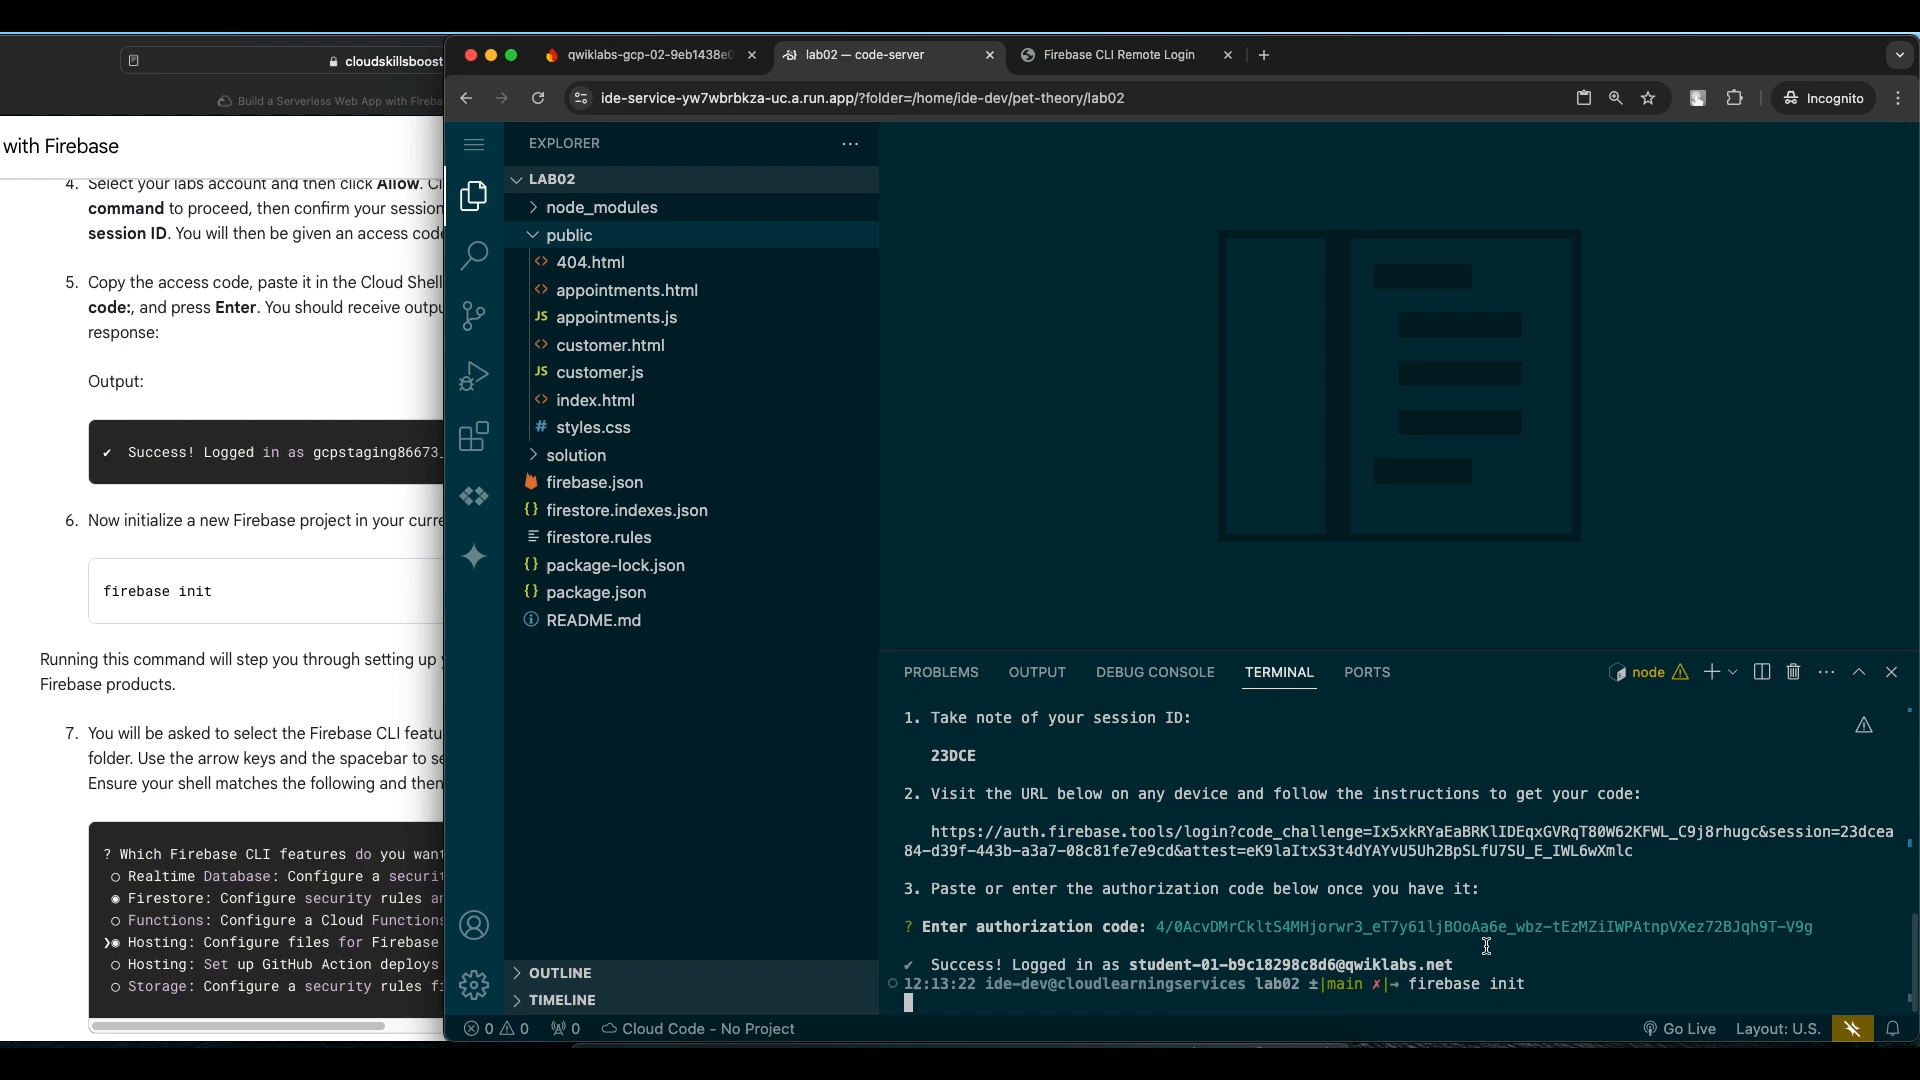 cloudskillsboost
Build a Serverless Web App with Fireba
with Firebase
4. Select your labs account and then click Allow. Cl
command to proceed, then confirm your session
session ID. You will then be given an access code
5. Copy the access code, paste it in the Cloud Shell
code:, and press Enter. You should receive outpu
response:
Output:
✔ Success! Logged in as gcpstaging86673_
6. Now initialize a new Firebase project in your curre
firebase init
Running this command will step you through setting up y
Firebase products.
7. You will be asked to select the Firebase CLI featu
folder. Use the arrow keys and the spacebar to se
Ensure your shell matches the following and then
? Which Firebase CLI features do you want
○ Realtime Database: Configure a securit
◉ Firestore: Configure security rules an
○ Functions: Configure a Cloud Functions
❯◉ Hosting: Configure files for Firebase
○ Hosting: Set up GitHub Action deploys
○ Storage: Configure a security rules fi
qwiklabs-gcp-02-9eb1438e0
lab02 — code-server
Firebase CLI Remote Login
ide-service-yw7wbrbkza-uc.a.run.app/?folder=/home/ide-dev/pet-theory/lab02
Incognito
EXPLORER
LAB02
node_modules
public
<> 404.html
<> appointments.html
JS appointments.js
<> customer.html
JS customer.js
<> index.html
# styles.css
solution
firebase.json
{} firestore.indexes.json
firestore.rules
{} package-lock.json
{} package.json
README.md
OUTLINE
TIMELINE
PROBLEMS OUTPUT DEBUG CONSOLE TERMINAL PORTS
node
1. Take note of your session ID:
23DCE
2. Visit the URL below on any device and follow the instructions to get your code:
https://auth.firebase.tools/login?code_challenge=Ix5xkRYaEaBRKlIDEqxGVRqT80W62KFWL_C9j8rhugc&session=23dcea
84-d39f-443b-a3a7-08c81fe7e9cd&attest=eK9laItxS3t4dYAYvU5Uh2BpSLfU7SU_E_IWL6wXmlc
3. Paste or enter the authorization code below once you have it:
? Enter authorization code: 4/0AcvDMrCkltS4MHjorwr3_eT7y61ljBOoAa6e_wbz-tEzMZiIWPAtnpVXez72BJqh9T-V9g
✔ Success! Logged in as student-01-b9c18298c8d6@qwiklabs.net
12:13:22 ide-dev@cloudlearningservices lab02 ±|main ✗|→ firebase init
0 0 0 Cloud Code - No Project
Go Live Layout: U.S.